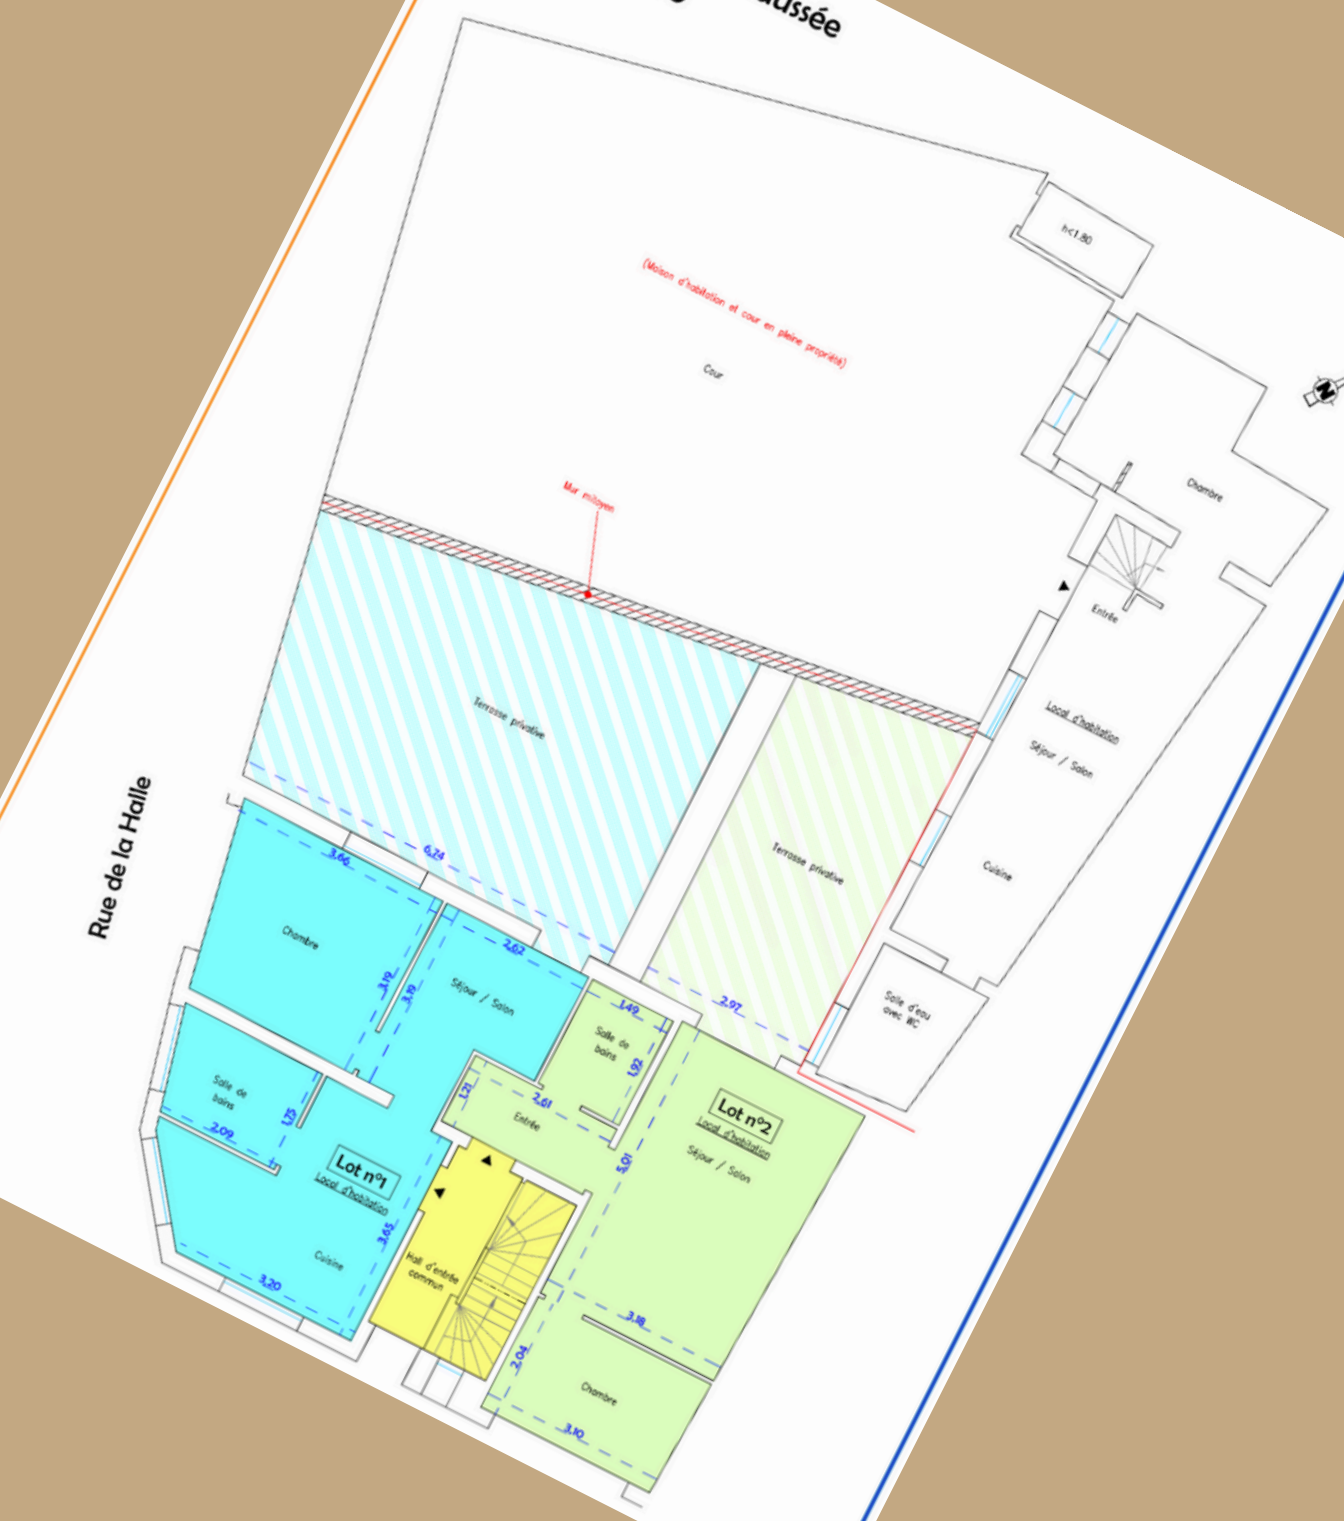 h<1.80
(Maison d'habitation et cour en pleine propriété)
Cour
N
Mur mitoyen
Chambre
Entrée
Local d'habitation
Séjour / Salon
Terrasse privative
Rue de la Halle
Terrasse privative
Cuisine
6,74
3,66
2,62
Chambre
3,19
3,19
Séjour / Salon
1,49
2,97
Salle d'eau
avec WC
Salle de
bains
1,92
Salle de
bains
1,75
2,09
1,21
2,61
Entrée
Lot n°2
Local d'habitation
Séjour / Salon
5,01
Lot n°1
Local d'habitation
3,65
Cuisine
3,20
Hall d'entrée
commun
3,18
2,04
Chambre
3,10